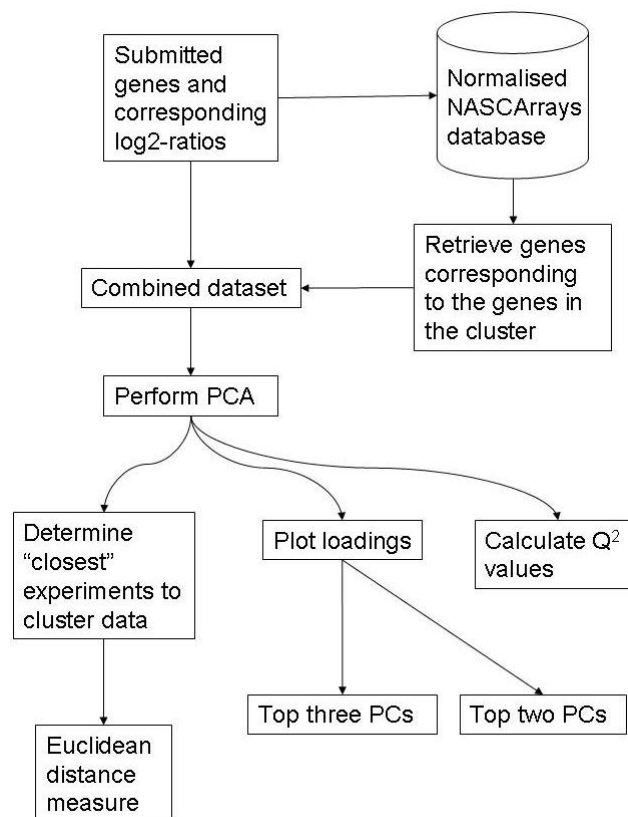 Submitted
genes and
corresponding
log2-ratios
Normalised
NASCArrays
database
Retrieve genes
corresponding
to the genes in
the cluster
Combined dataset
Perform PCA
Determine
“closest”
experiments to
cluster data
Plot loadings
Calculate Q²
values
Top three PCs
Top two PCs
Euclidean
distance
measure